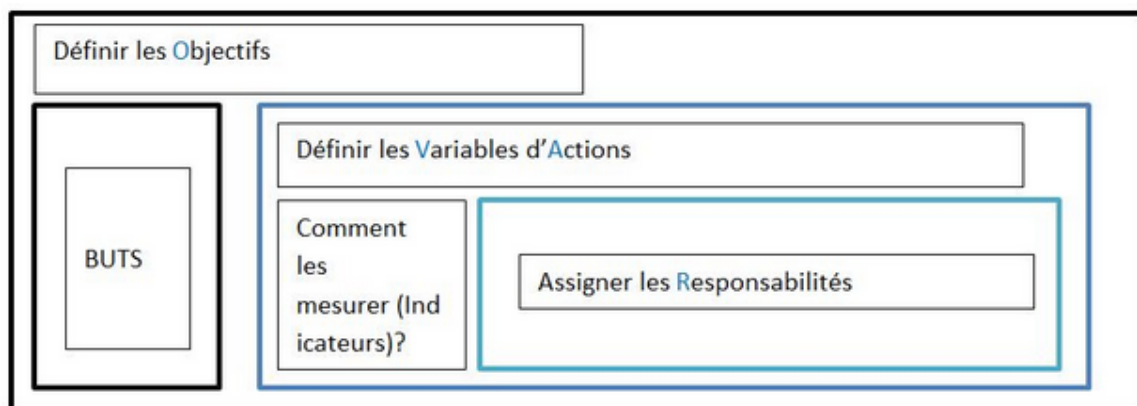 Définir les Objectifs
Définir les Variables d’Actions
BUTS
Comment
les
mesurer (Ind
icateurs)?
Assigner les Responsabilités